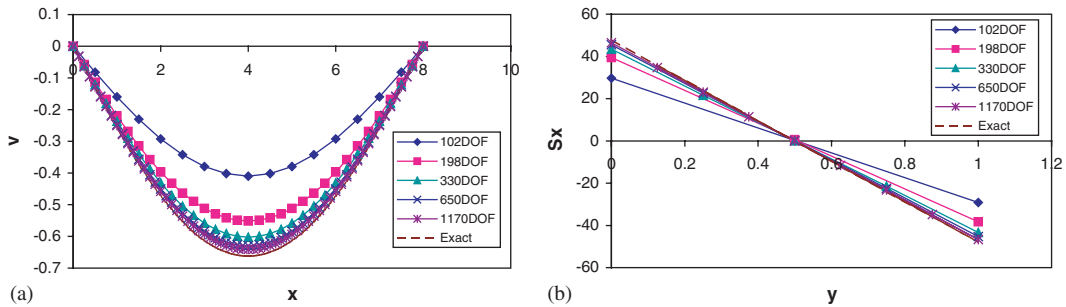 0.1
0
-0.1
-0.2
-0.3
-0.4
-0.5
-0.6
-0.7
0
2
4
6
8
10
v
x
102DOF
198DOF
330DOF
650DOF
1170DOF
Exact
(a)
60
40
20
0
-20
-40
-60
0
0.2
0.4
0.6
0.8
1
1.2
Sx
y
102DOF
198DOF
330DOF
650DOF
1170DOF
Exact
(b)